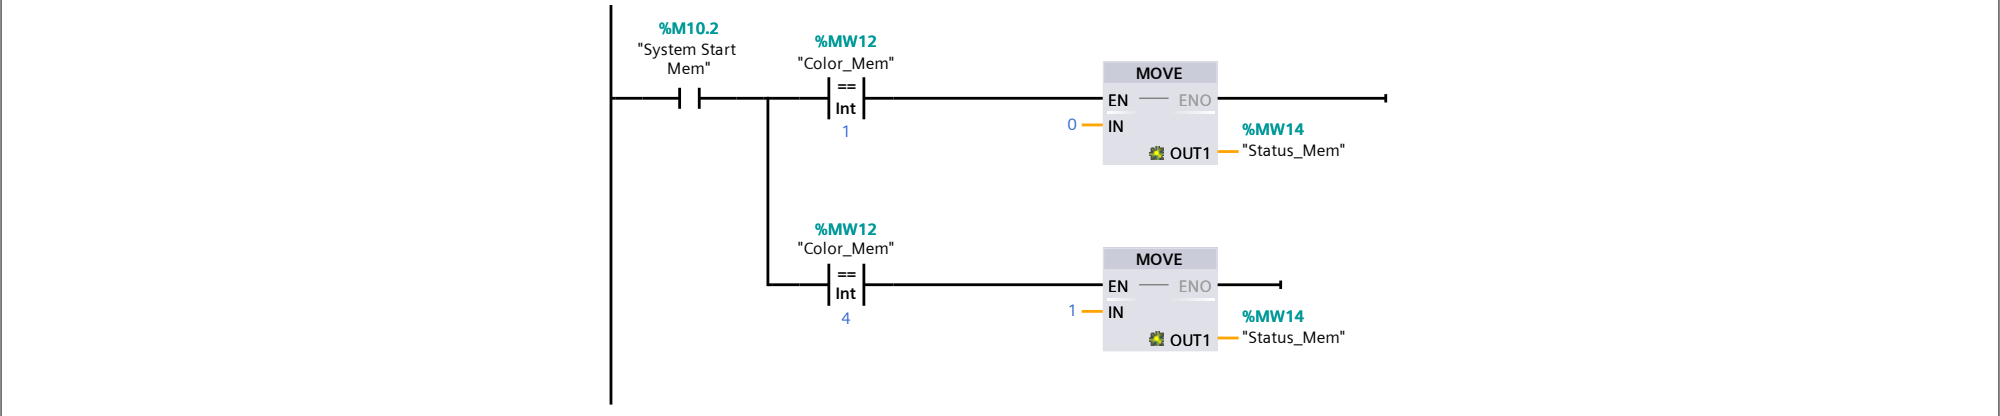 %M10.2
"System Start
Mem"
%MW12
"Color_Mem"
==
Int
1
MOVE
EN
ENO
0
IN
OUT1
%MW14
"Status_Mem"
%MW12
"Color_Mem"
==
Int
4
MOVE
EN
ENO
1
IN
OUT1
%MW14
"Status_Mem"